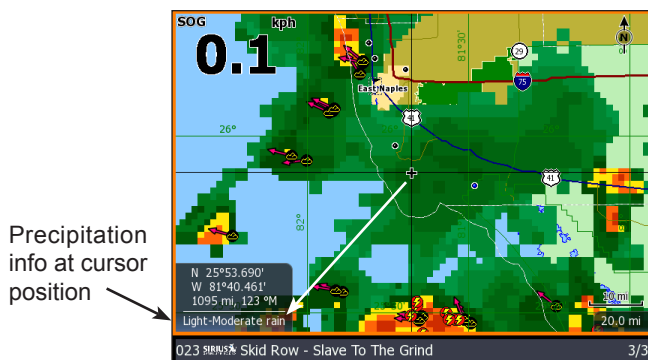 SOG kph
0.1
81°30'
N
29
75
East Naples
41
26°
41
82°
Precipitation
info at cursor
position
N 25°53.690'
W 81°40.461'
1095 mi, 123 °M
Light-Moderate rain
10 mi
20.0 mi
023 SIRIUS Skid Row - Slave To The Grind 3/3